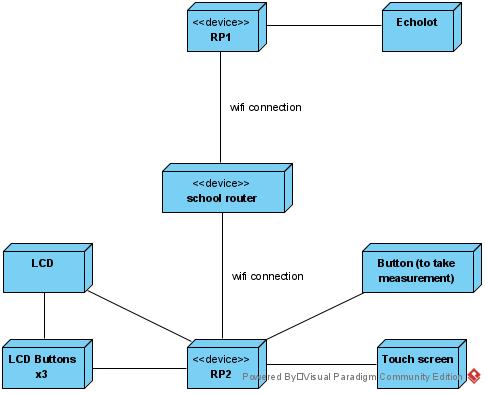 <<device>>
RP1
Echolot
wifi connection
<<device>>
school router
wifi connection
LCD
Button (to take
measurement)
LCD Buttons
x3
<<device>>
RP2
Touch screen
Powered By□Visual Paradigm Community Edition